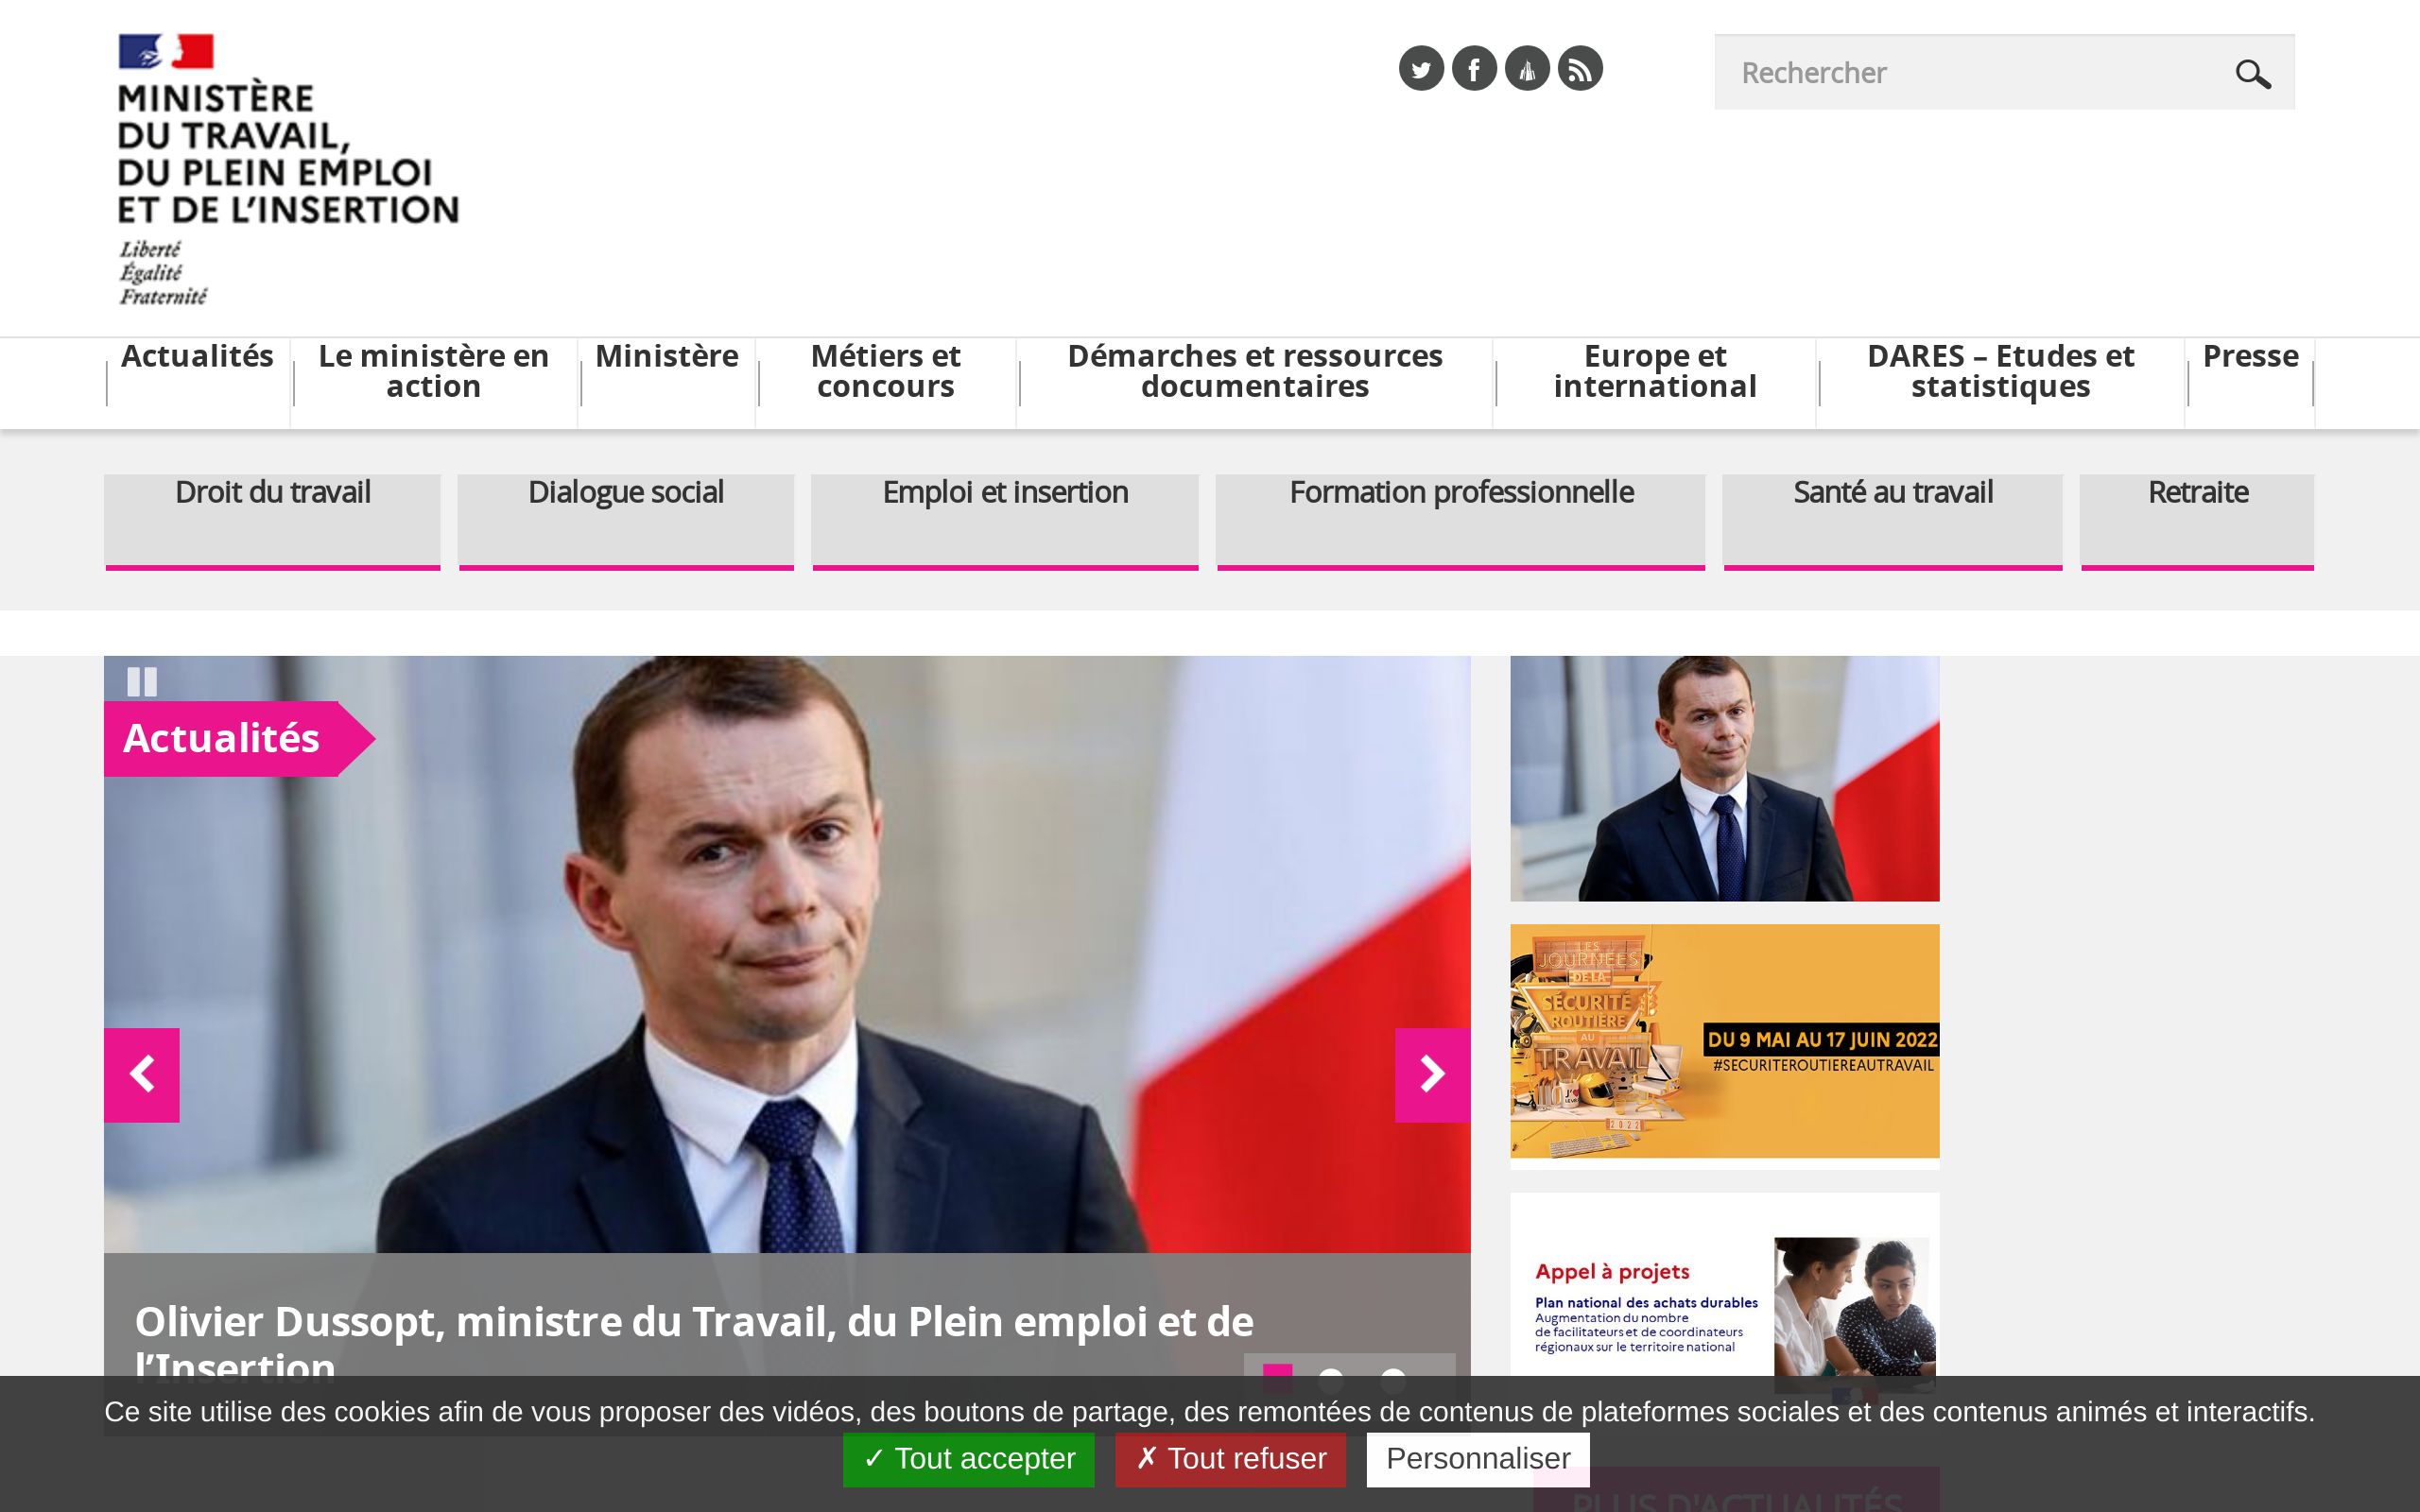 MINISTÈRE
DU TRAVAIL,
DU PLEIN EMPLOI
ET DE L'INSERTION
Liberté
Égalité
Fraternité
Rechercher
Actualités
Le ministère en
action
Ministère
Métiers et
concours
Démarches et ressources
documentaires
Europe et
international
DARES – Etudes et
statistiques
Presse
Droit du travail
Dialogue social
Emploi et insertion
Formation professionnelle
Santé au travail
Retraite
Actualités
Olivier Dussopt, ministre du Travail, du Plein emploi et de
l'Insertion
LES
JOURNÉES
DE LA
SÉCURITÉ
ROUTIÈRE
AU
TRAVAIL
2022
DU 9 MAI AU 17 JUIN 2022
#SECURITEROUTIEREAUTRAVAIL
Appel à projets
Plan national des achats durables
Augmentation du nombre
de facilitateurs et de coordinateurs
régionaux sur le territoire national
Ce site utilise des cookies afin de vous proposer des vidéos, des boutons de partage, des remontées de contenus de plateformes sociales et des contenus animés et interactifs.
✓ Tout accepter
✗ Tout refuser
Personnaliser
PLUS D'ACTUALITÉS